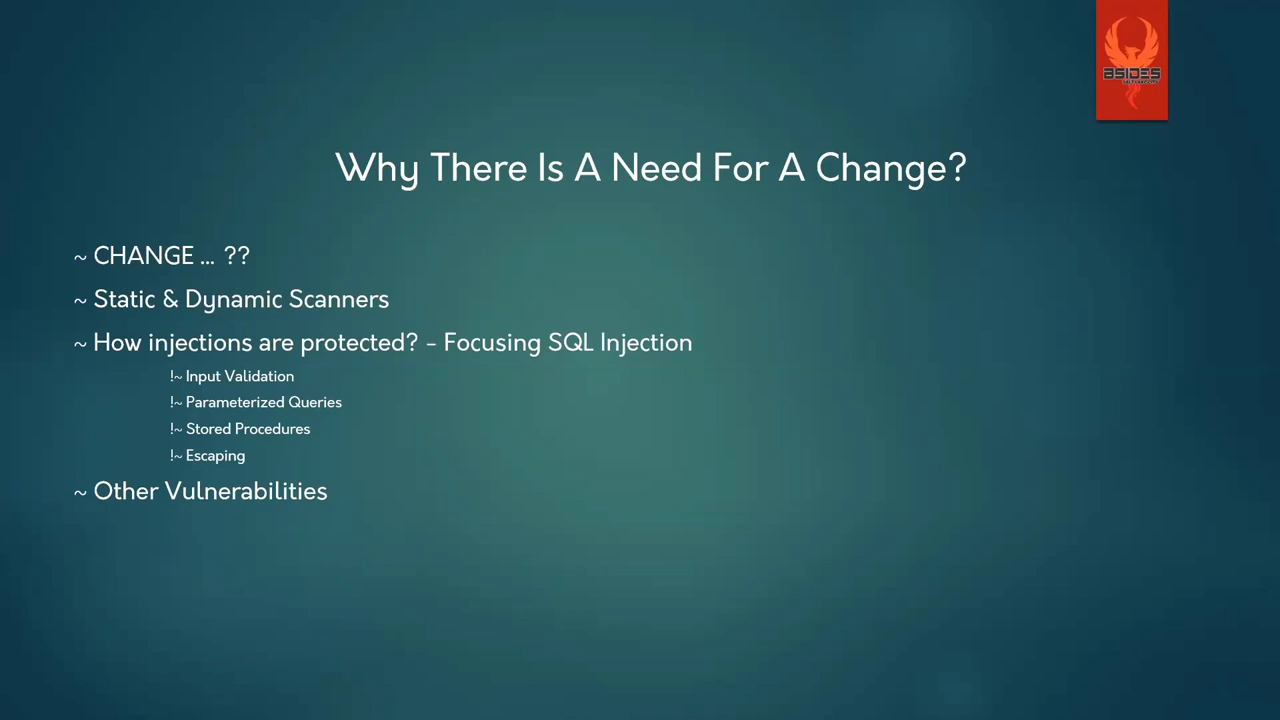 BSIDES
Why There Is A Need For A Change?
~ CHANGE ... ??
~ Static & Dynamic Scanners
~ How injections are protected? – Focusing SQL Injection
!~ Input Validation
!~ Parameterized Queries
!~ Stored Procedures
!~ Escaping
~ Other Vulnerabilities